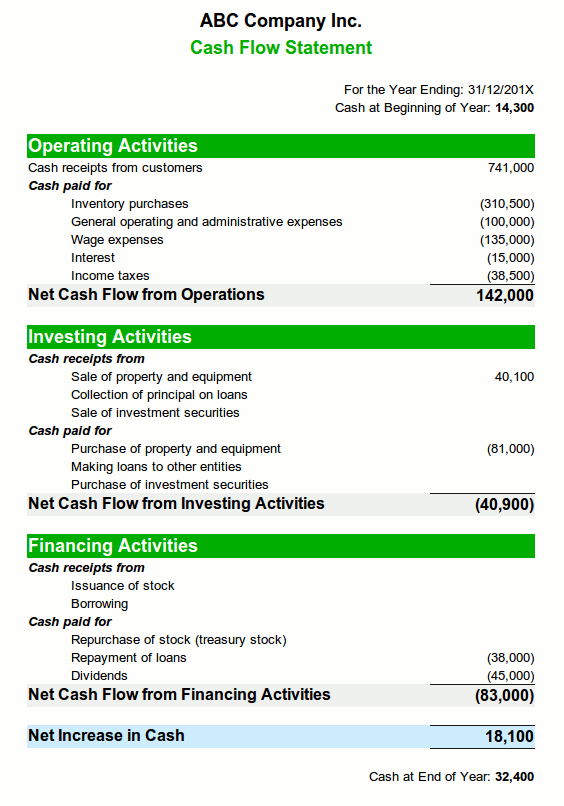 ABC Company Inc.
Cash Flow Statement
For the Year Ending: 31/12/201X
Cash at Beginning of Year: 14,300
Operating Activities
Cash receipts from customers 741,000
Cash paid for
Inventory purchases (310,500)
General operating and administrative expenses (100,000)
Wage expenses (135,000)
Interest (15,000)
Income taxes (38,500)
Net Cash Flow from Operations 142,000
Investing Activities
Cash receipts from
Sale of property and equipment 40,100
Collection of principal on loans
Sale of investment securities
Cash paid for
Purchase of property and equipment (81,000)
Making loans to other entities
Purchase of investment securities
Net Cash Flow from Investing Activities (40,900)
Financing Activities
Cash receipts from
Issuance of stock
Borrowing
Cash paid for
Repurchase of stock (treasury stock)
Repayment of loans (38,000)
Dividends (45,000)
Net Cash Flow from Financing Activities (83,000)
Net Increase in Cash 18,100
Cash at End of Year: 32,400